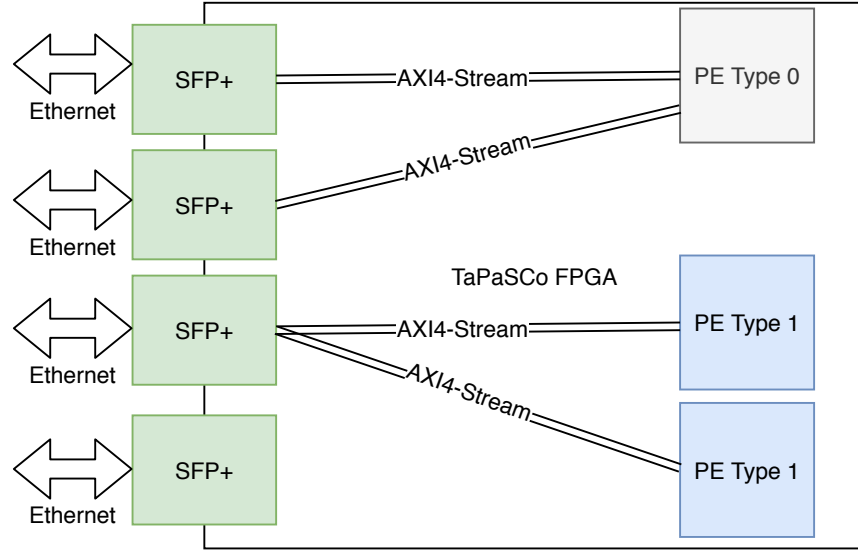 SFP+
AXI4-Stream
PE Type 0
Ethernet
SFP+
AXI4-Stream
Ethernet
TaPaSCo FPGA
SFP+
AXI4-Stream
PE Type 1
Ethernet
AXI4-Stream
SFP+
PE Type 1
Ethernet